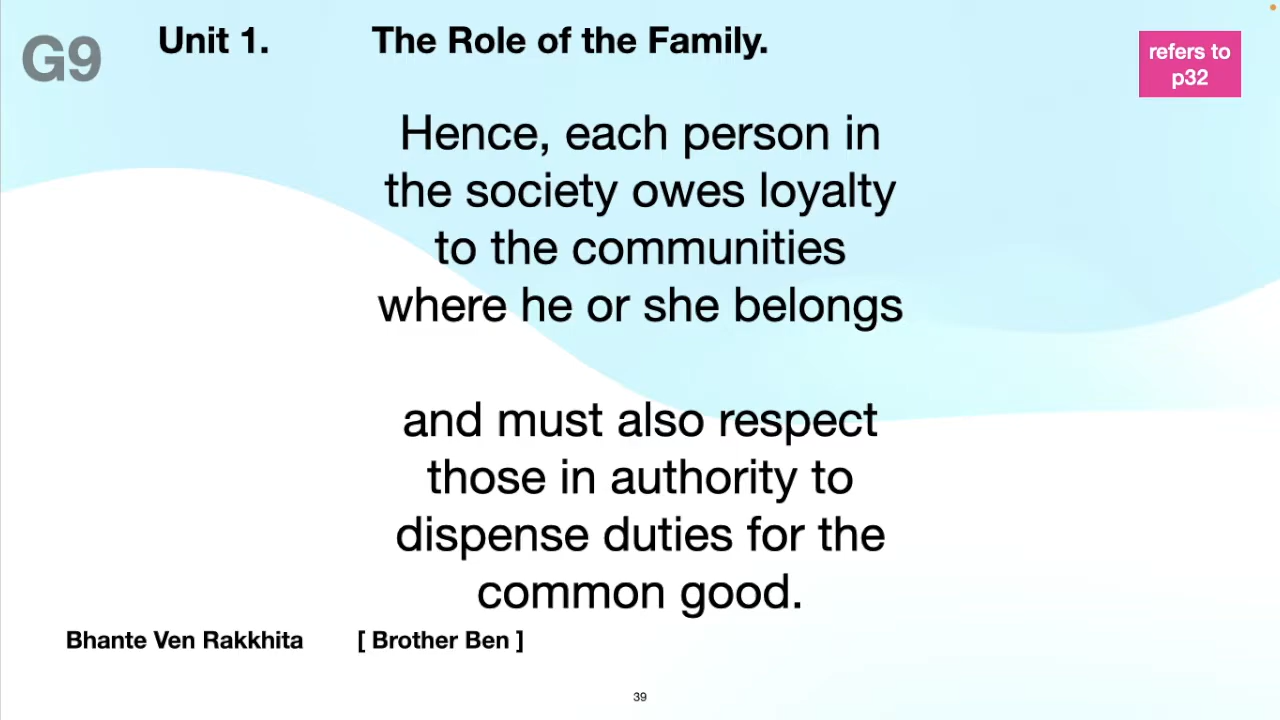 G9
Unit 1. The Role of the Family.
refers to
p32
Hence, each person in
the society owes loyalty
to the communities
where he or she belongs
and must also respect
those in authority to
dispense duties for the
common good.
Bhante Ven Rakkhita [ Brother Ben ]
39